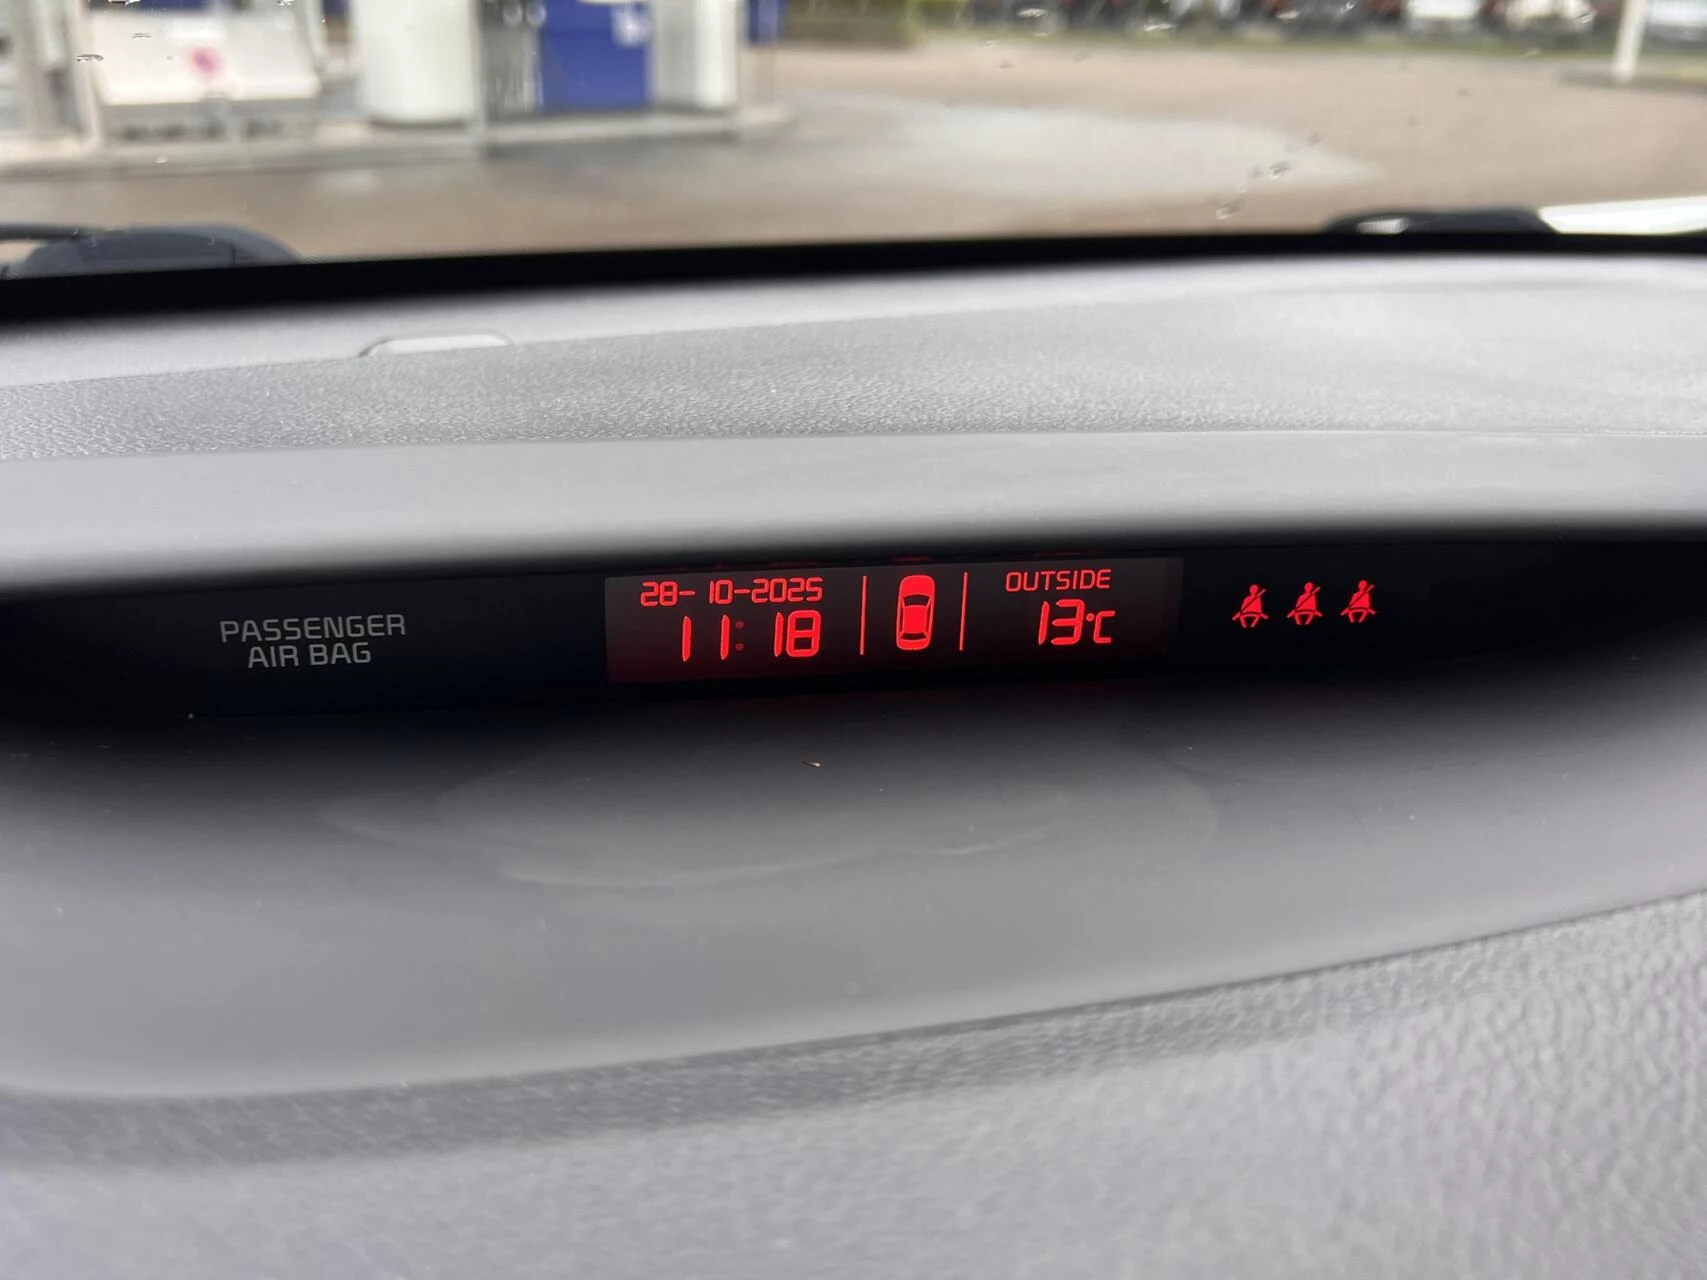 PASSENGER
AIR BAG
28-10-2025
11:18
OUTSIDE
13°C